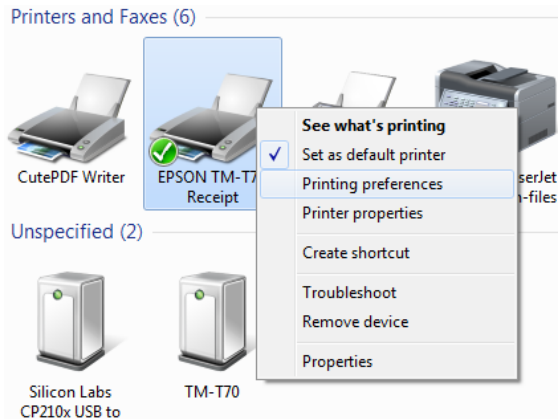 Printers and Faxes (6)
CutePDF Writer
EPSON TM-T7
Receipt
serJet
n-files
See what's printing
Set as default printer
Printing preferences
Printer properties
Create shortcut
Troubleshoot
Remove device
Properties
Unspecified (2)
Silicon Labs
CP210x USB to
TM-T70